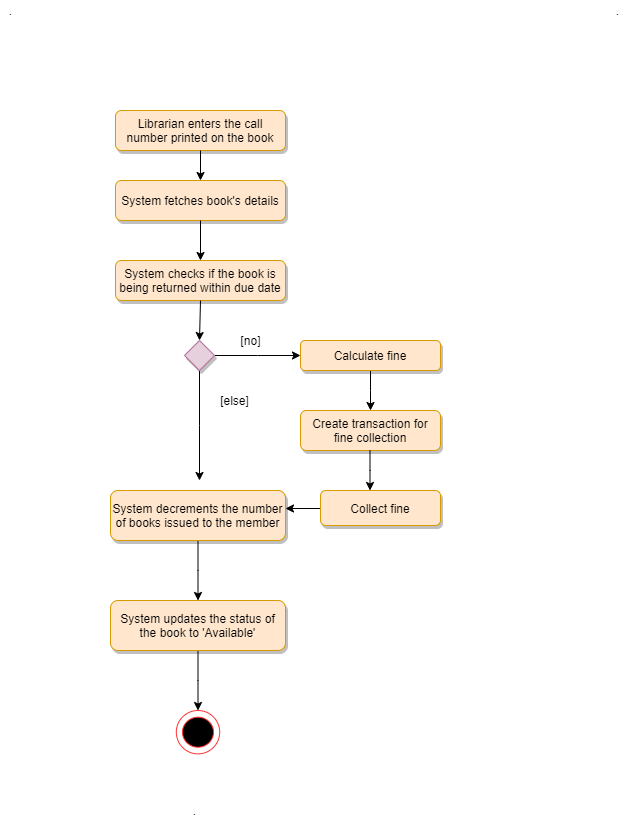 Librarian enters the call
number printed on the book
System fetches book's details
System checks if the book is
being returned within due date
[no]
Calculate fine
[else]
Create transaction for
fine collection
System decrements the number
of books issued to the member
Collect fine
System updates the status of
the book to 'Available'